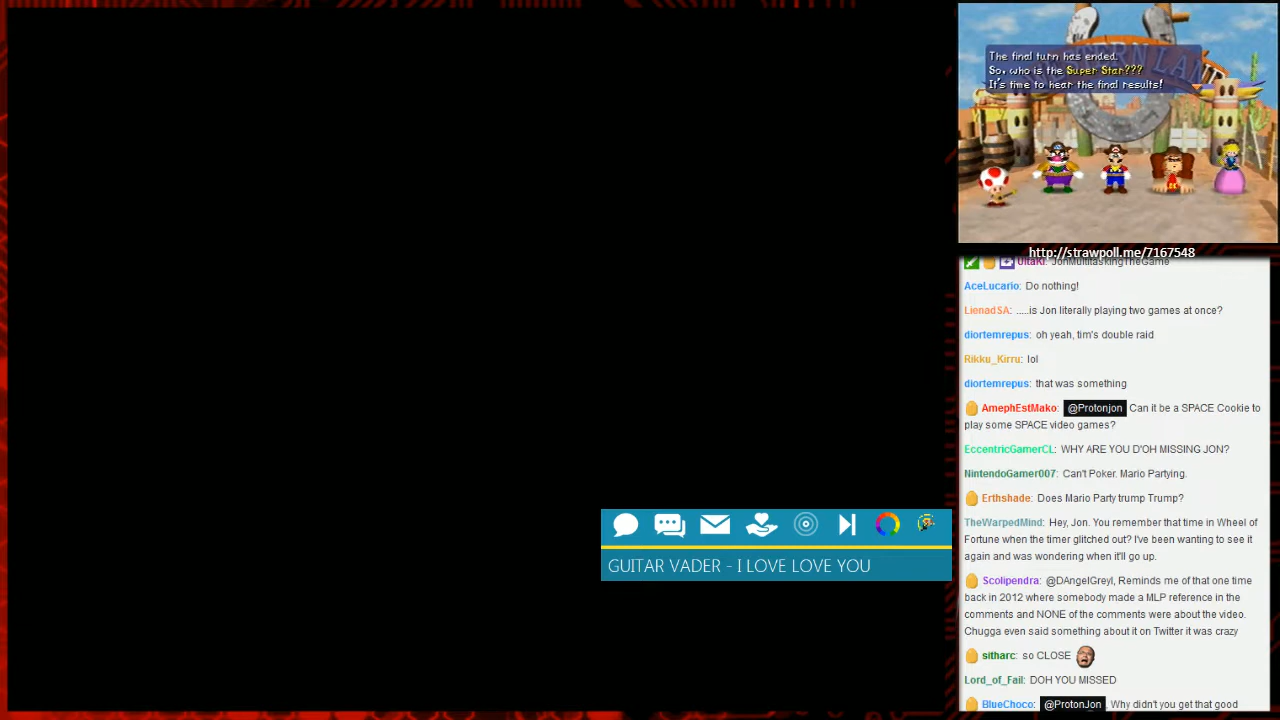 The final turn has ended.
So, who is the Super Star???
It's time to hear the final results!
http://strawpoll.me/7167548
UltaKi: JonMultitaskingTheGame
AceLucario: Do nothing!
LienadSA: .....is Jon literally playing two games at once?
diortemrepus: oh yeah, tim's double raid
Rikku_Kirru: lol
diortemrepus: that was something
AmephEstMako: @Protonjon Can it be a SPACE Cookie to
play some SPACE video games?
EccentricGamerCL: WHY ARE YOU D'OH MISSING JON?
NintendoGamer007: Can't Poker. Mario Partying.
Erthshade: Does Mario Party trump Trump?
TheWarpedMind: Hey, Jon. You remember that time in Wheel of
Fortune when the timer glitched out? I've been wanting to see it
again and was wondering when it'll go up.
Scolipendra: @DAngelGreyl, Reminds me of that one time
back in 2012 where somebody made a MLP reference in the
comments and NONE of the comments were about the video.
Chugga even said something about it on Twitter it was crazy
sitharc: so CLOSE
Lord_of_Fail: DOH YOU MISSED
BlueChoco: @ProtonJon, Why didn't you get that good
GUITAR VADER - I LOVE LOVE YOU